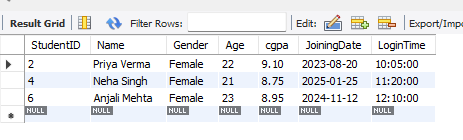 Result Grid Filter Rows: Edit: Export/Impo
StudentID Name Gender Age cgpa JoiningDate LoginTime
2 Priya Verma Female 22 9.10 2023-08-20 10:05:00
4 Neha Singh Female 21 8.75 2025-01-25 11:20:00
6 Anjali Mehta Female 23 8.95 2024-11-12 12:10:00
NULL NULL NULL NULL NULL NULL NULL